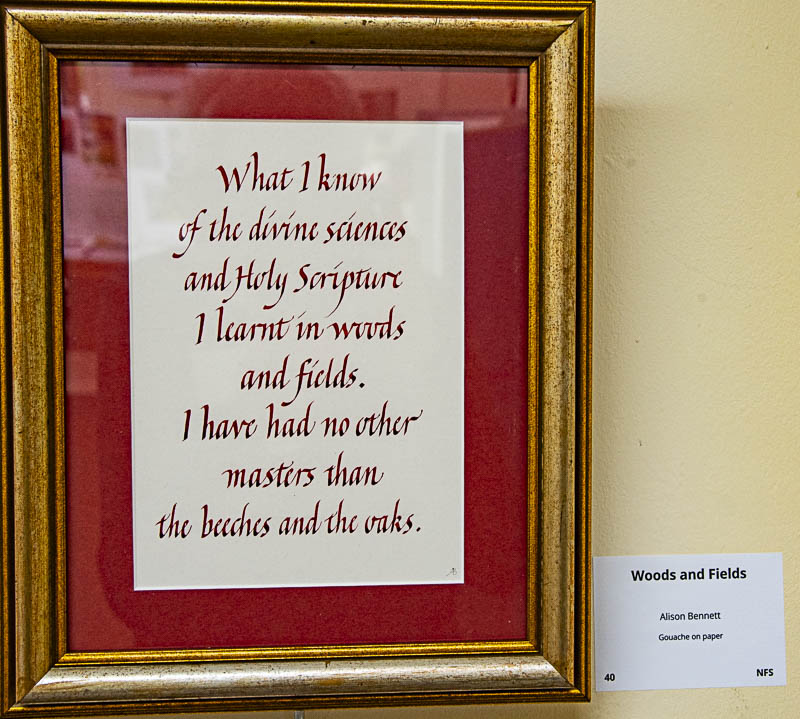 What I know
of the divine sciences
and Holy Scripture
I learnt in woods
and fields.
I have had no other
masters than
the beeches and the oaks.
AB
Woods and Fields
Alison Bennett
Gouache on paper
40
NFS